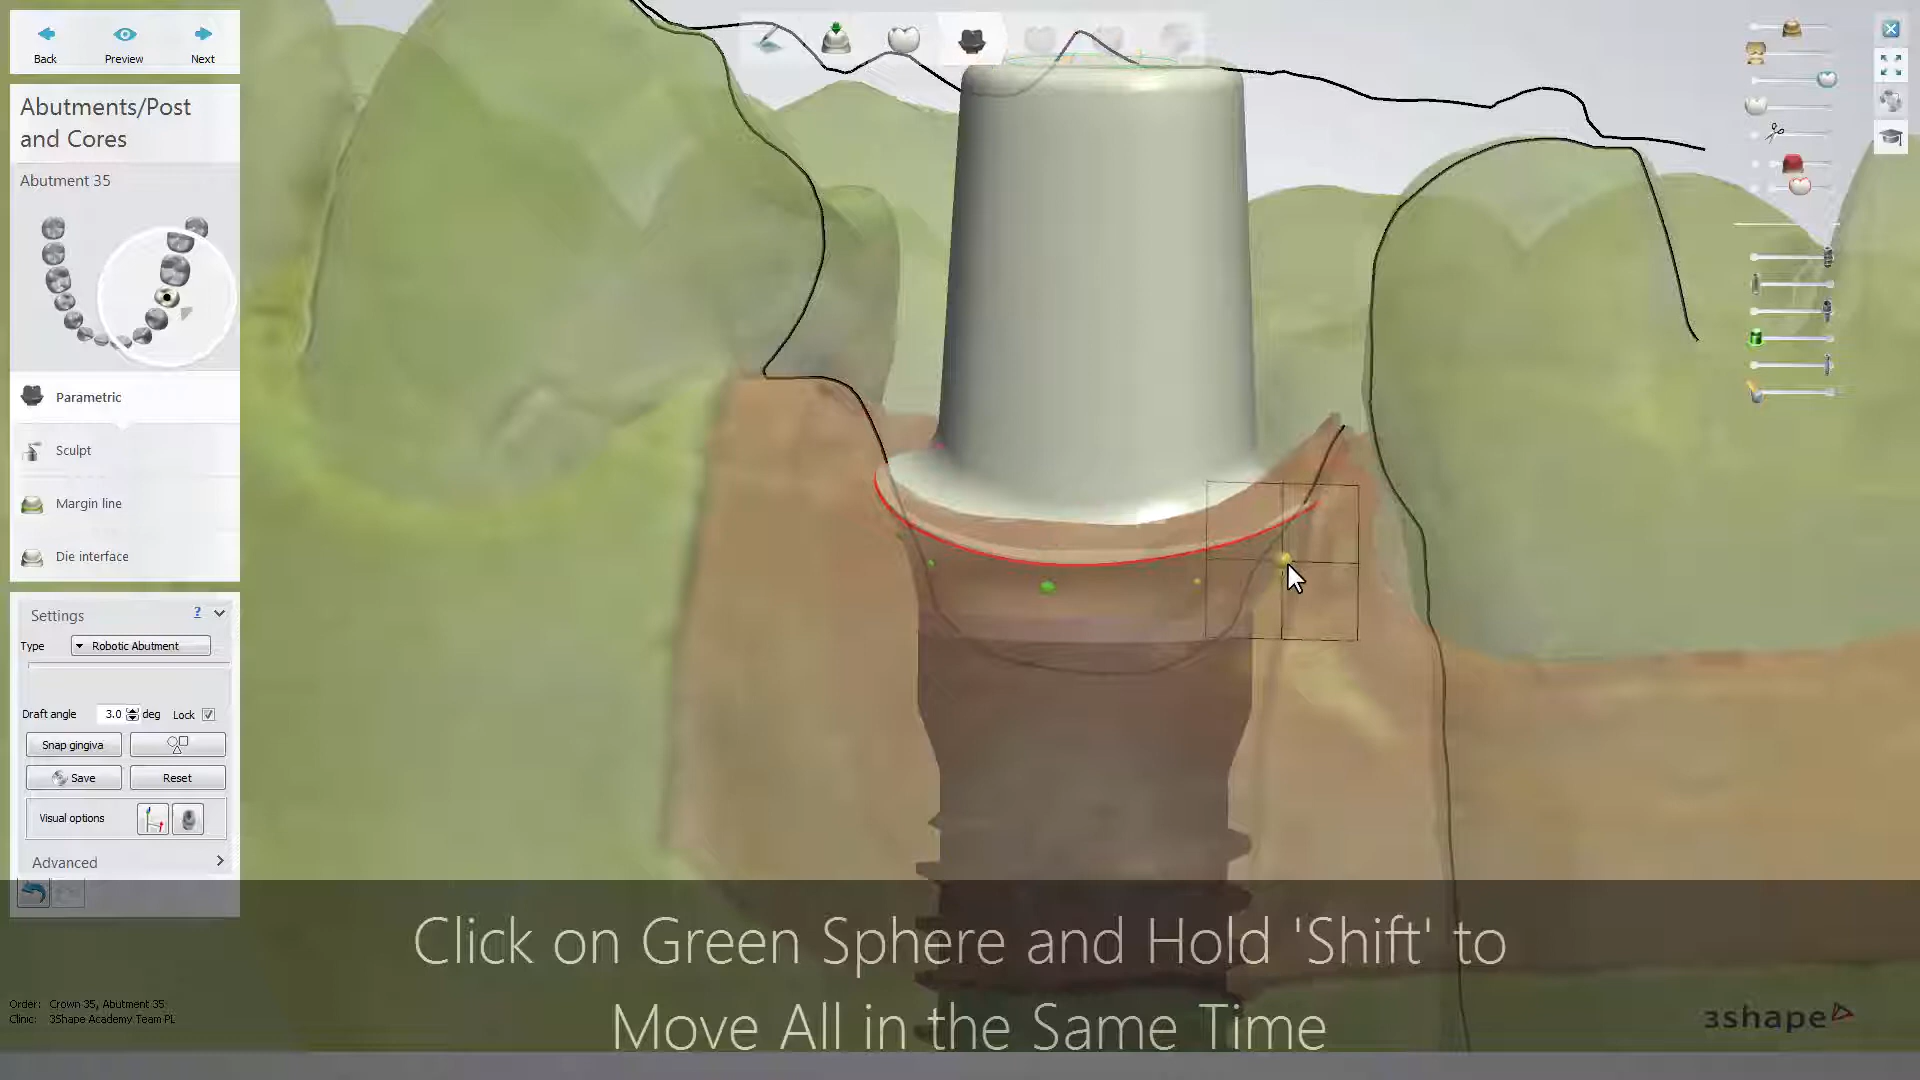 Back
Preview
Next
Abutments/Post
and Cores
Abutment 35
Parametric
Sculpt
Margin line
Die interface
Settings
?
Type
Robotic Abutment
Draft angle
3.0
deg
Lock
Snap gingiva
Save
Reset
Visual options
Advanced
Click on Green Sphere and Hold 'Shift' to
Move All in the Same Time
Order: Crown 35, Abutment 35
Clinic: 3Shape Academy Team PL
3shape